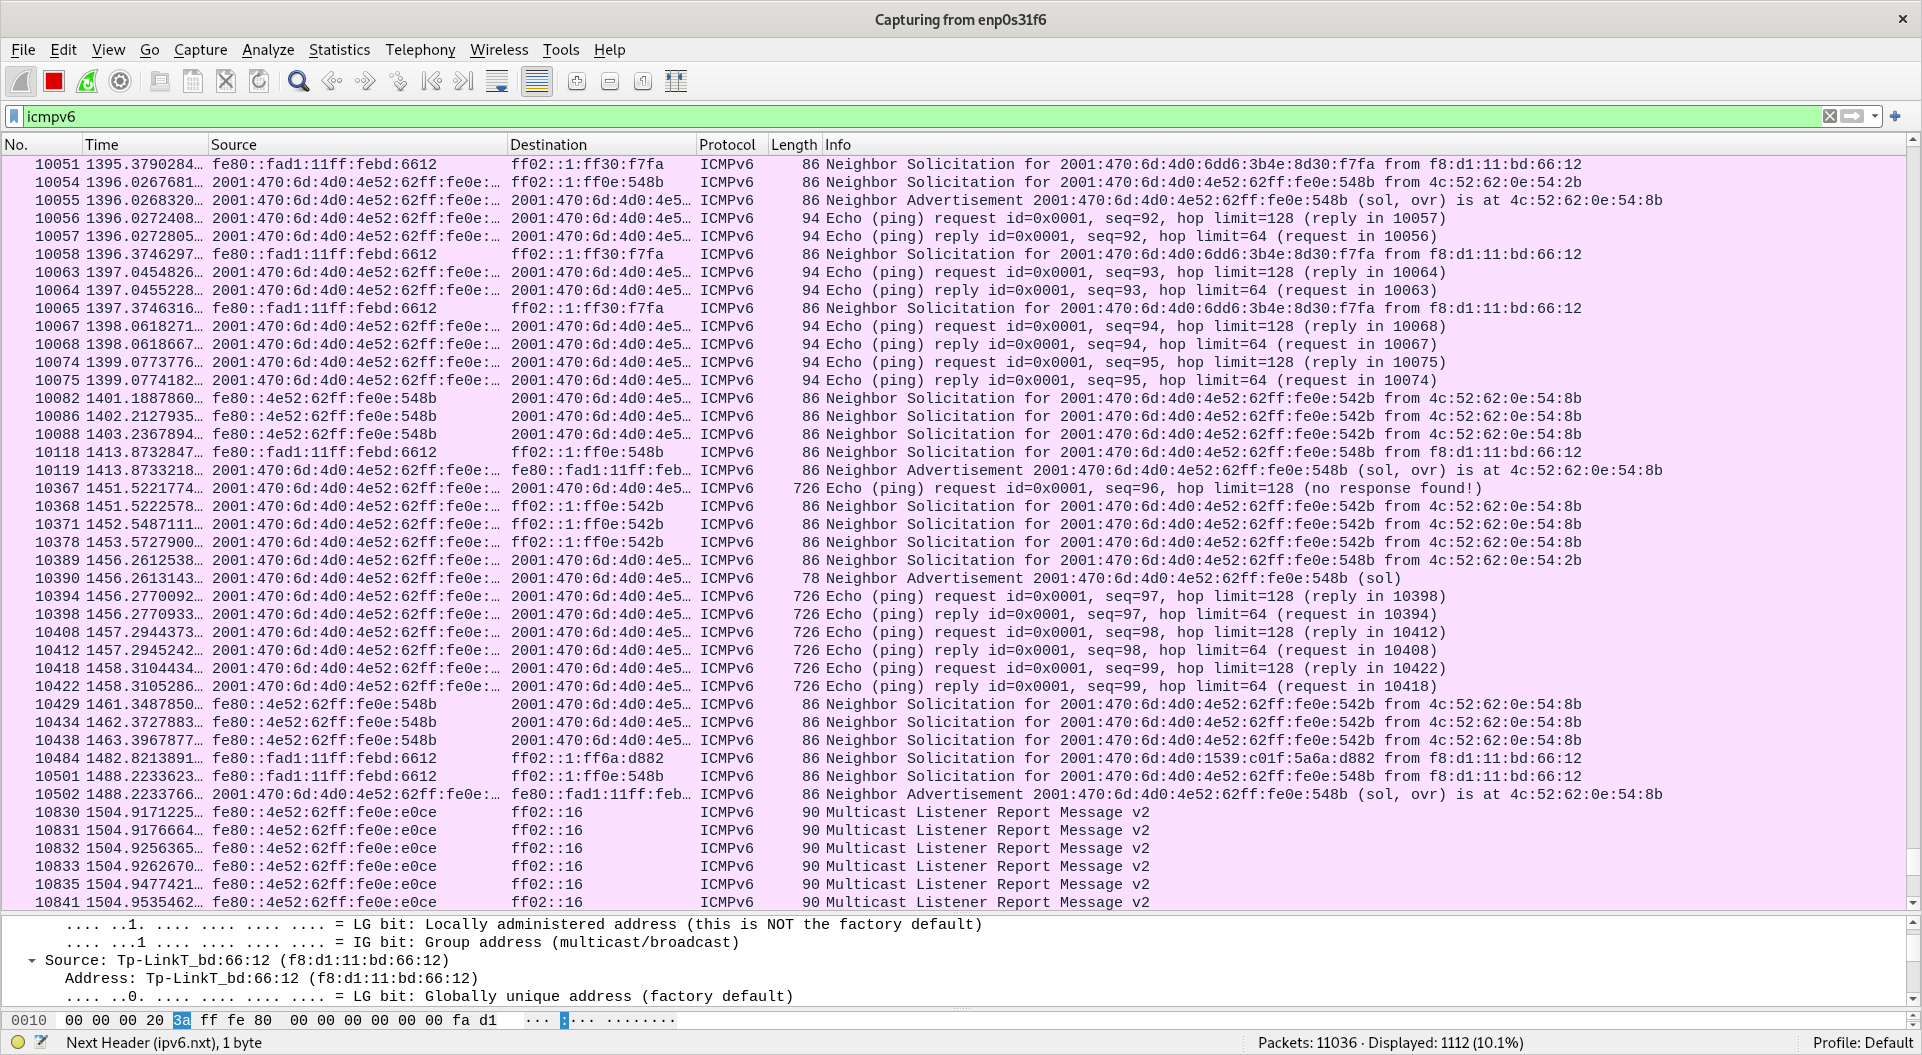 Capturing from enp0s31f6
File Edit View Go Capture Analyze Statistics Telephony Wireless Tools Help
icmpv6
No. Time Source Destination Protocol Length Info
10051 1395.3790284… fe80::fad1:11ff:febd:6612 ff02::1:ff30:f7fa ICMPv6 86 Neighbor Solicitation for 2001:470:6d:4d0:6dd6:3b4e:8d30:f7fa from f8:d1:11:bd:66:12
10054 1396.0267681… 2001:470:6d:4d0:4e52:62ff:fe0e:… ff02::1:ff0e:548b ICMPv6 86 Neighbor Solicitation for 2001:470:6d:4d0:4e52:62ff:fe0e:548b from 4c:52:62:0e:54:2b
10055 1396.0268320… 2001:470:6d:4d0:4e52:62ff:fe0e:… 2001:470:6d:4d0:4e5… ICMPv6 86 Neighbor Advertisement 2001:470:6d:4d0:4e52:62ff:fe0e:548b (sol, ovr) is at 4c:52:62:0e:54:8b
10056 1396.0272408… 2001:470:6d:4d0:4e52:62ff:fe0e:… 2001:470:6d:4d0:4e5… ICMPv6 94 Echo (ping) request id=0x0001, seq=92, hop limit=128 (reply in 10057)
10057 1396.0272805… 2001:470:6d:4d0:4e52:62ff:fe0e:… 2001:470:6d:4d0:4e5… ICMPv6 94 Echo (ping) reply id=0x0001, seq=92, hop limit=64 (request in 10056)
10058 1396.3746297… fe80::fad1:11ff:febd:6612 ff02::1:ff30:f7fa ICMPv6 86 Neighbor Solicitation for 2001:470:6d:4d0:6dd6:3b4e:8d30:f7fa from f8:d1:11:bd:66:12
10063 1397.0454826… 2001:470:6d:4d0:4e52:62ff:fe0e:… 2001:470:6d:4d0:4e5… ICMPv6 94 Echo (ping) request id=0x0001, seq=93, hop limit=128 (reply in 10064)
10064 1397.0455228… 2001:470:6d:4d0:4e52:62ff:fe0e:… 2001:470:6d:4d0:4e5… ICMPv6 94 Echo (ping) reply id=0x0001, seq=93, hop limit=64 (request in 10063)
10065 1397.3746316… fe80::fad1:11ff:febd:6612 ff02::1:ff30:f7fa ICMPv6 86 Neighbor Solicitation for 2001:470:6d:4d0:6dd6:3b4e:8d30:f7fa from f8:d1:11:bd:66:12
10067 1398.0618271… 2001:470:6d:4d0:4e52:62ff:fe0e:… 2001:470:6d:4d0:4e5… ICMPv6 94 Echo (ping) request id=0x0001, seq=94, hop limit=128 (reply in 10068)
10068 1398.0618667… 2001:470:6d:4d0:4e52:62ff:fe0e:… 2001:470:6d:4d0:4e5… ICMPv6 94 Echo (ping) reply id=0x0001, seq=94, hop limit=64 (request in 10067)
10074 1399.0773776… 2001:470:6d:4d0:4e52:62ff:fe0e:… 2001:470:6d:4d0:4e5… ICMPv6 94 Echo (ping) request id=0x0001, seq=95, hop limit=128 (reply in 10075)
10075 1399.0774182… 2001:470:6d:4d0:4e52:62ff:fe0e:… 2001:470:6d:4d0:4e5… ICMPv6 94 Echo (ping) reply id=0x0001, seq=95, hop limit=64 (request in 10074)
10082 1401.1887860… fe80::4e52:62ff:fe0e:548b 2001:470:6d:4d0:4e5… ICMPv6 86 Neighbor Solicitation for 2001:470:6d:4d0:4e52:62ff:fe0e:542b from 4c:52:62:0e:54:8b
10086 1402.2127935… fe80::4e52:62ff:fe0e:548b 2001:470:6d:4d0:4e5… ICMPv6 86 Neighbor Solicitation for 2001:470:6d:4d0:4e52:62ff:fe0e:542b from 4c:52:62:0e:54:8b
10088 1403.2367894… fe80::4e52:62ff:fe0e:548b 2001:470:6d:4d0:4e5… ICMPv6 86 Neighbor Solicitation for 2001:470:6d:4d0:4e52:62ff:fe0e:542b from 4c:52:62:0e:54:8b
10118 1413.8732847… fe80::fad1:11ff:febd:6612 ff02::1:ff0e:548b ICMPv6 86 Neighbor Solicitation for 2001:470:6d:4d0:4e52:62ff:fe0e:548b from f8:d1:11:bd:66:12
10119 1413.8733218… 2001:470:6d:4d0:4e52:62ff:fe0e:… fe80::fad1:11ff:feb… ICMPv6 86 Neighbor Advertisement 2001:470:6d:4d0:4e52:62ff:fe0e:548b (sol, ovr) is at 4c:52:62:0e:54:8b
10367 1451.5221774… 2001:470:6d:4d0:4e52:62ff:fe0e:… 2001:470:6d:4d0:4e5… ICMPv6 726 Echo (ping) request id=0x0001, seq=96, hop limit=128 (no response found!)
10368 1451.5222578… 2001:470:6d:4d0:4e52:62ff:fe0e:… ff02::1:ff0e:542b ICMPv6 86 Neighbor Solicitation for 2001:470:6d:4d0:4e52:62ff:fe0e:542b from 4c:52:62:0e:54:8b
10371 1452.5487111… 2001:470:6d:4d0:4e52:62ff:fe0e:… ff02::1:ff0e:542b ICMPv6 86 Neighbor Solicitation for 2001:470:6d:4d0:4e52:62ff:fe0e:542b from 4c:52:62:0e:54:8b
10378 1453.5727900… 2001:470:6d:4d0:4e52:62ff:fe0e:… ff02::1:ff0e:542b ICMPv6 86 Neighbor Solicitation for 2001:470:6d:4d0:4e52:62ff:fe0e:542b from 4c:52:62:0e:54:8b
10389 1456.2612538… 2001:470:6d:4d0:4e52:62ff:fe0e:… 2001:470:6d:4d0:4e5… ICMPv6 86 Neighbor Solicitation for 2001:470:6d:4d0:4e52:62ff:fe0e:548b from 4c:52:62:0e:54:2b
10390 1456.2613143… 2001:470:6d:4d0:4e52:62ff:fe0e:… 2001:470:6d:4d0:4e5… ICMPv6 78 Neighbor Advertisement 2001:470:6d:4d0:4e52:62ff:fe0e:548b (sol)
10394 1456.2770092… 2001:470:6d:4d0:4e52:62ff:fe0e:… 2001:470:6d:4d0:4e5… ICMPv6 726 Echo (ping) request id=0x0001, seq=97, hop limit=128 (reply in 10398)
10398 1456.2770933… 2001:470:6d:4d0:4e52:62ff:fe0e:… 2001:470:6d:4d0:4e5… ICMPv6 726 Echo (ping) reply id=0x0001, seq=97, hop limit=64 (request in 10394)
10408 1457.2944373… 2001:470:6d:4d0:4e52:62ff:fe0e:… 2001:470:6d:4d0:4e5… ICMPv6 726 Echo (ping) request id=0x0001, seq=98, hop limit=128 (reply in 10412)
10412 1457.2945242… 2001:470:6d:4d0:4e52:62ff:fe0e:… 2001:470:6d:4d0:4e5… ICMPv6 726 Echo (ping) reply id=0x0001, seq=98, hop limit=64 (request in 10408)
10418 1458.3104434… 2001:470:6d:4d0:4e52:62ff:fe0e:… 2001:470:6d:4d0:4e5… ICMPv6 726 Echo (ping) request id=0x0001, seq=99, hop limit=128 (reply in 10422)
10422 1458.3105286… 2001:470:6d:4d0:4e52:62ff:fe0e:… 2001:470:6d:4d0:4e5… ICMPv6 726 Echo (ping) reply id=0x0001, seq=99, hop limit=64 (request in 10418)
10429 1461.3487850… fe80::4e52:62ff:fe0e:548b 2001:470:6d:4d0:4e5… ICMPv6 86 Neighbor Solicitation for 2001:470:6d:4d0:4e52:62ff:fe0e:542b from 4c:52:62:0e:54:8b
10434 1462.3727883… fe80::4e52:62ff:fe0e:548b 2001:470:6d:4d0:4e5… ICMPv6 86 Neighbor Solicitation for 2001:470:6d:4d0:4e52:62ff:fe0e:542b from 4c:52:62:0e:54:8b
10438 1463.3967877… fe80::4e52:62ff:fe0e:548b 2001:470:6d:4d0:4e5… ICMPv6 86 Neighbor Solicitation for 2001:470:6d:4d0:4e52:62ff:fe0e:542b from 4c:52:62:0e:54:8b
10484 1482.8213891… fe80::fad1:11ff:febd:6612 ff02::1:ff6a:d882 ICMPv6 86 Neighbor Solicitation for 2001:470:6d:4d0:1539:c01f:5a6a:d882 from f8:d1:11:bd:66:12
10501 1488.2233623… fe80::fad1:11ff:febd:6612 ff02::1:ff0e:548b ICMPv6 86 Neighbor Solicitation for 2001:470:6d:4d0:4e52:62ff:fe0e:548b from f8:d1:11:bd:66:12
10502 1488.2233766… 2001:470:6d:4d0:4e52:62ff:fe0e:… fe80::fad1:11ff:feb… ICMPv6 86 Neighbor Advertisement 2001:470:6d:4d0:4e52:62ff:fe0e:548b (sol, ovr) is at 4c:52:62:0e:54:8b
10830 1504.9171225… fe80::4e52:62ff:fe0e:e0ce ff02::16 ICMPv6 90 Multicast Listener Report Message v2
10831 1504.9176664… fe80::4e52:62ff:fe0e:e0ce ff02::16 ICMPv6 90 Multicast Listener Report Message v2
10832 1504.9256365… fe80::4e52:62ff:fe0e:e0ce ff02::16 ICMPv6 90 Multicast Listener Report Message v2
10833 1504.9262670… fe80::4e52:62ff:fe0e:e0ce ff02::16 ICMPv6 90 Multicast Listener Report Message v2
10835 1504.9477421… fe80::4e52:62ff:fe0e:e0ce ff02::16 ICMPv6 90 Multicast Listener Report Message v2
10841 1504.9535462… fe80::4e52:62ff:fe0e:e0ce ff02::16 ICMPv6 90 Multicast Listener Report Message v2
.... ..1. .... .... .... .... = LG bit: Locally administered address (this is NOT the factory default)
.... ...1 .... .... .... .... = IG bit: Group address (multicast/broadcast)
Source: Tp-LinkT_bd:66:12 (f8:d1:11:bd:66:12)
Address: Tp-LinkT_bd:66:12 (f8:d1:11:bd:66:12)
.... ..0. .... .... .... .... = LG bit: Globally unique address (factory default)
0010 00 00 00 20 3a ff fe 80 00 00 00 00 00 00 fa d1 ··· :··· ········
Next Header (ipv6.nxt), 1 byte Packets: 11036 · Displayed: 1112 (10.1%) Profile: Default